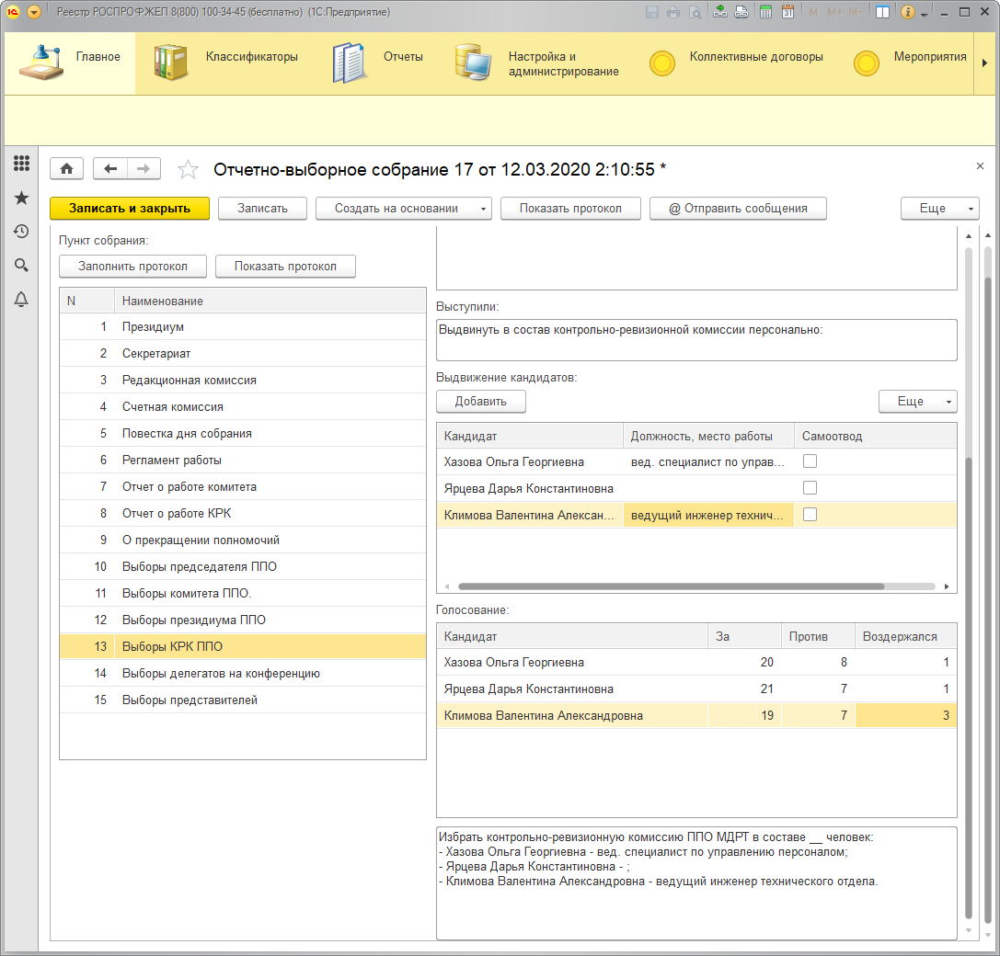 Реестр РОСПРОФЖЕЛ 8(800) 100-34-45 (бесплатно) (1С:Предприятие)
M M+ M-
Главное
Классификаторы
Отчеты
Настройка и
администрирование
Коллективные договоры
Мероприятия
Отчетно-выборное собрание 17 от 12.03.2020 2:10:55 *
Записать и закрыть
Записать
Создать на основании
Показать протокол
@ Отправить сообщения
Еще
Пункт собрания:
Заполнить протокол
Показать протокол
N Наименование
1 Президиум
2 Секретариат
3 Редакционная комиссия
4 Счетная комиссия
5 Повестка дня собрания
6 Регламент работы
7 Отчет о работе комитета
8 Отчет о работе КРК
9 О прекращении полномочий
10 Выборы председателя ППО
11 Выборы комитета ППО.
12 Выборы президиума ППО
13 Выборы КРК ППО
14 Выборы делегатов на конференцию
15 Выборы представителей
Выступили:
Выдвинуть в состав контрольно-ревизионной комиссии персонально:
Выдвижение кандидатов:
Добавить
Еще
Кандидат Должность, место работы Самоотвод
Хазова Ольга Георгиевна вед. специалист по управ...
Ярцева Дарья Константиновна
Климова Валентина Алексан... ведущий инженер технич...
Голосование:
Кандидат За Против Воздержался
Хазова Ольга Георгиевна 20 8 1
Ярцева Дарья Константиновна 21 7 1
Климова Валентина Александровна 19 7 3
Избрать контрольно-ревизионную комиссию ППО МДРТ в составе __ человек:
- Хазова Ольга Георгиевна - вед. специалист по управлению персоналом;
- Ярцева Дарья Константиновна - ;
- Климова Валентина Александровна - ведущий инженер технического отдела.